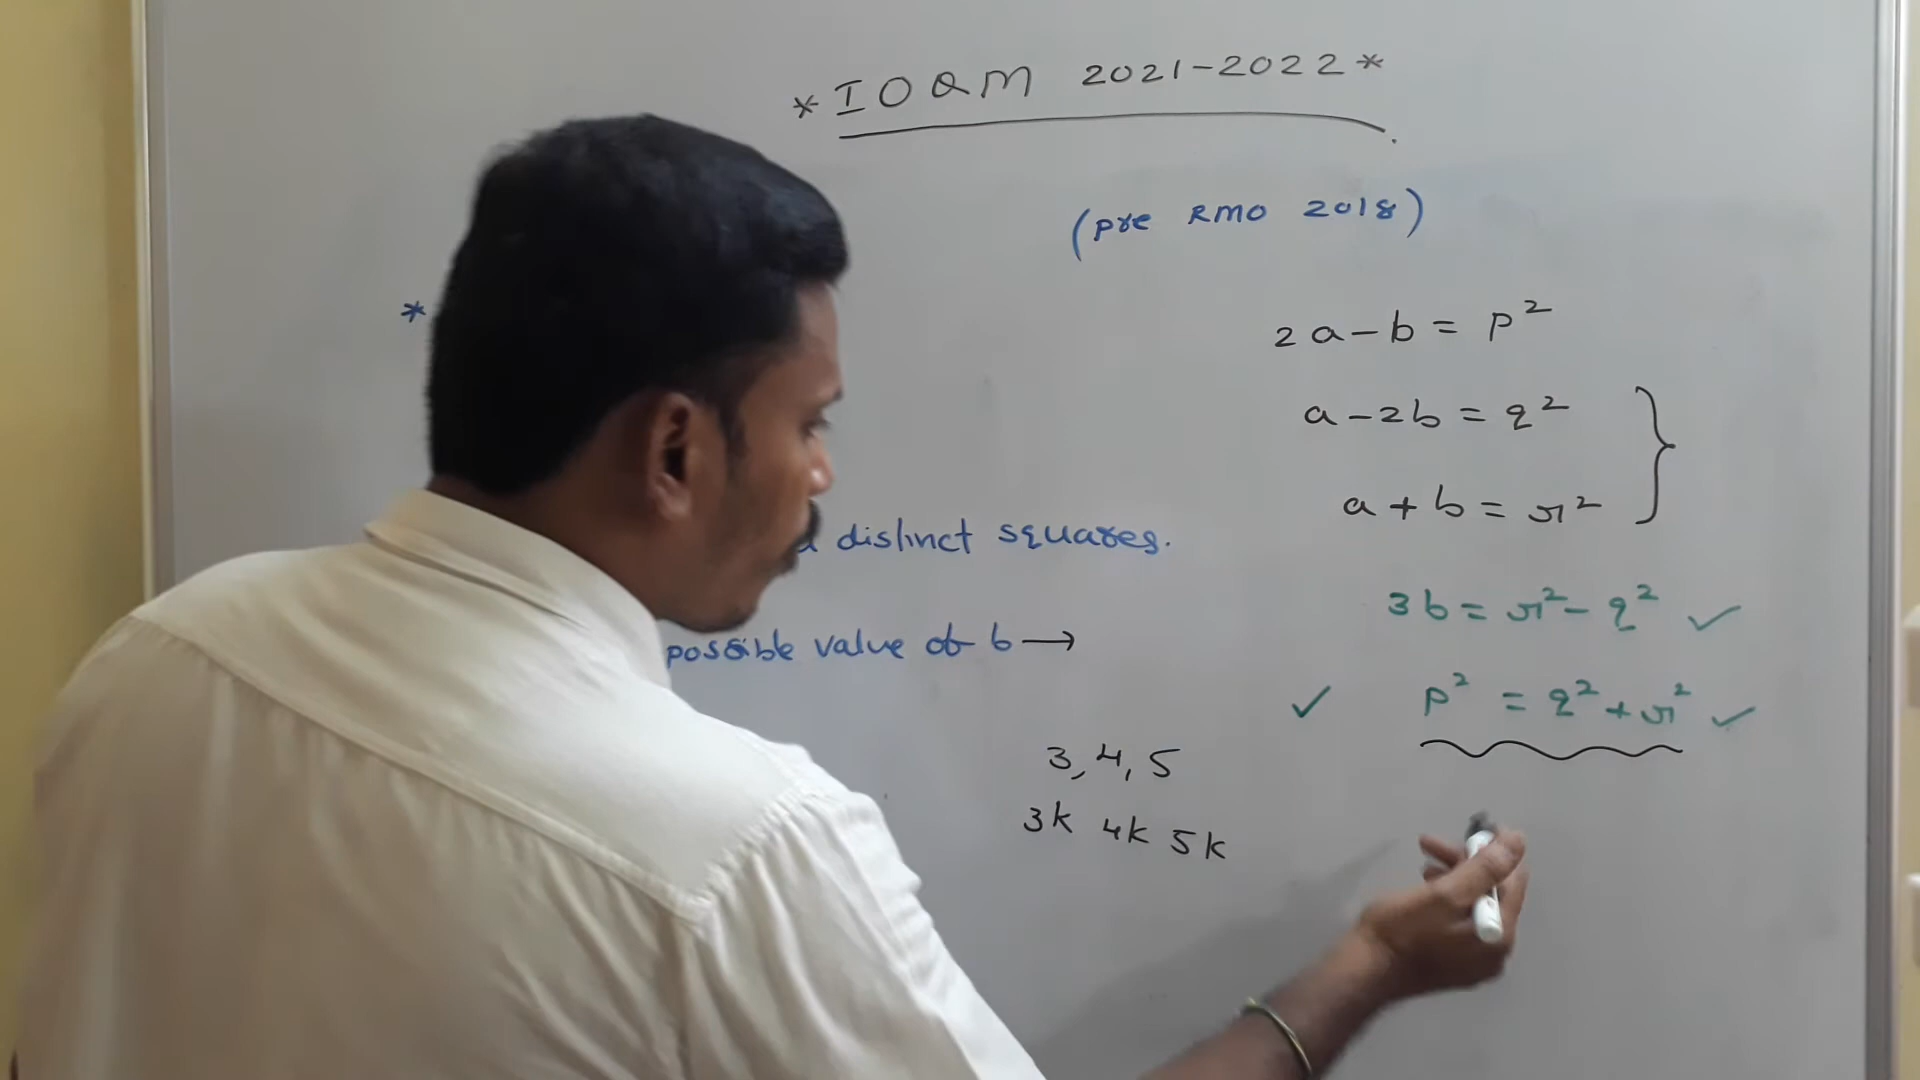 * IOQM 2021-2022 *
(pre RMO 2018)
*
2a - b = p²
a - 2b = q²
a + b = r²
distinct squares.
3b = r² - q² ✓
possible value of b →
✓ p² = q² + r² ✓
3, 4, 5
3k 4k 5k